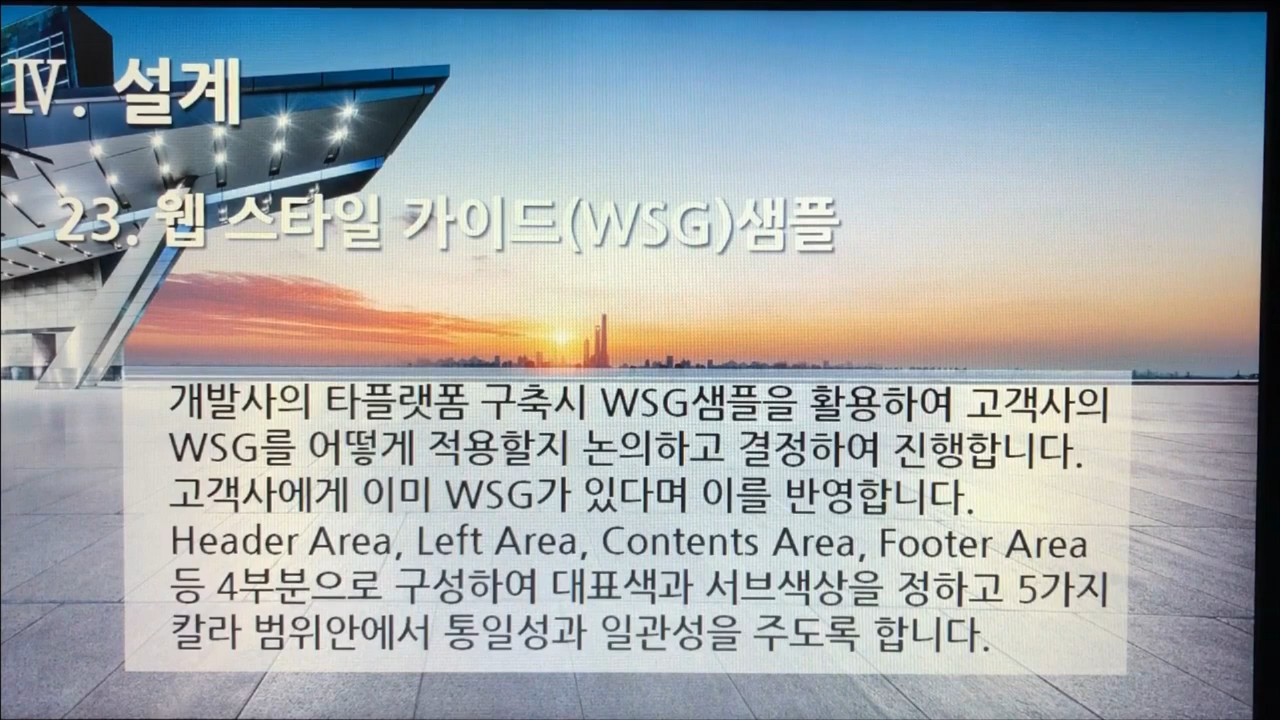 Ⅳ. 설계
23. 웹 스타일 가이드(WSG)샘플
개발사의 타플랫폼 구축시 WSG샘플을 활용하여 고객사의
WSG를 어떻게 적용할지 논의하고 결정하여 진행합니다.
고객사에게 이미 WSG가 있다며 이를 반영합니다.
Header Area, Left Area, Contents Area, Footer Area
등 4부분으로 구성하여 대표색과 서브색상을 정하고 5가지
칼라 범위안에서 통일성과 일관성을 주도록 합니다.